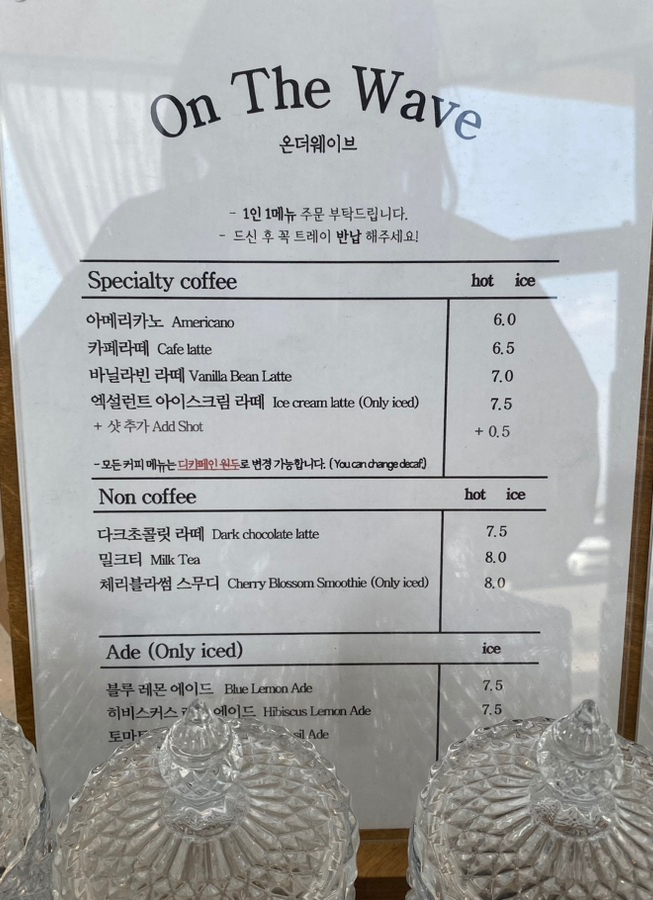 On The Wave
온더웨이브
- 1인 1메뉴 주문 부탁드립니다.
- 드신 후 꼭 트레이 반납 해주세요!
Specialty coffee hot ice
아메리카노 Americano 6.0
카페라떼 Cafe latte 6.5
바닐라빈 라떼 Vanilla Bean Latte 7.0
엑설런트 아이스크림 라떼 Ice cream latte (Only iced) 7.5
+ 샷 추가 Add Shot + 0.5
- 모든 커피 메뉴는 디카페인 원두로 변경 가능합니다. ( You can change decaf.)
Non coffee hot ice
다크초콜릿 라떼 Dark chocolate latte 7.5
밀크티 Milk Tea 8.0
체리블라썸 스무디 Cherry Blossom Smoothie (Only iced) 8.0
Ade (Only iced) ice
블루 레몬 에이드 Blue Lemon Ade 7.5
히비스커스 에이드 Hibiscus Lemon Ade 7.5
Ade